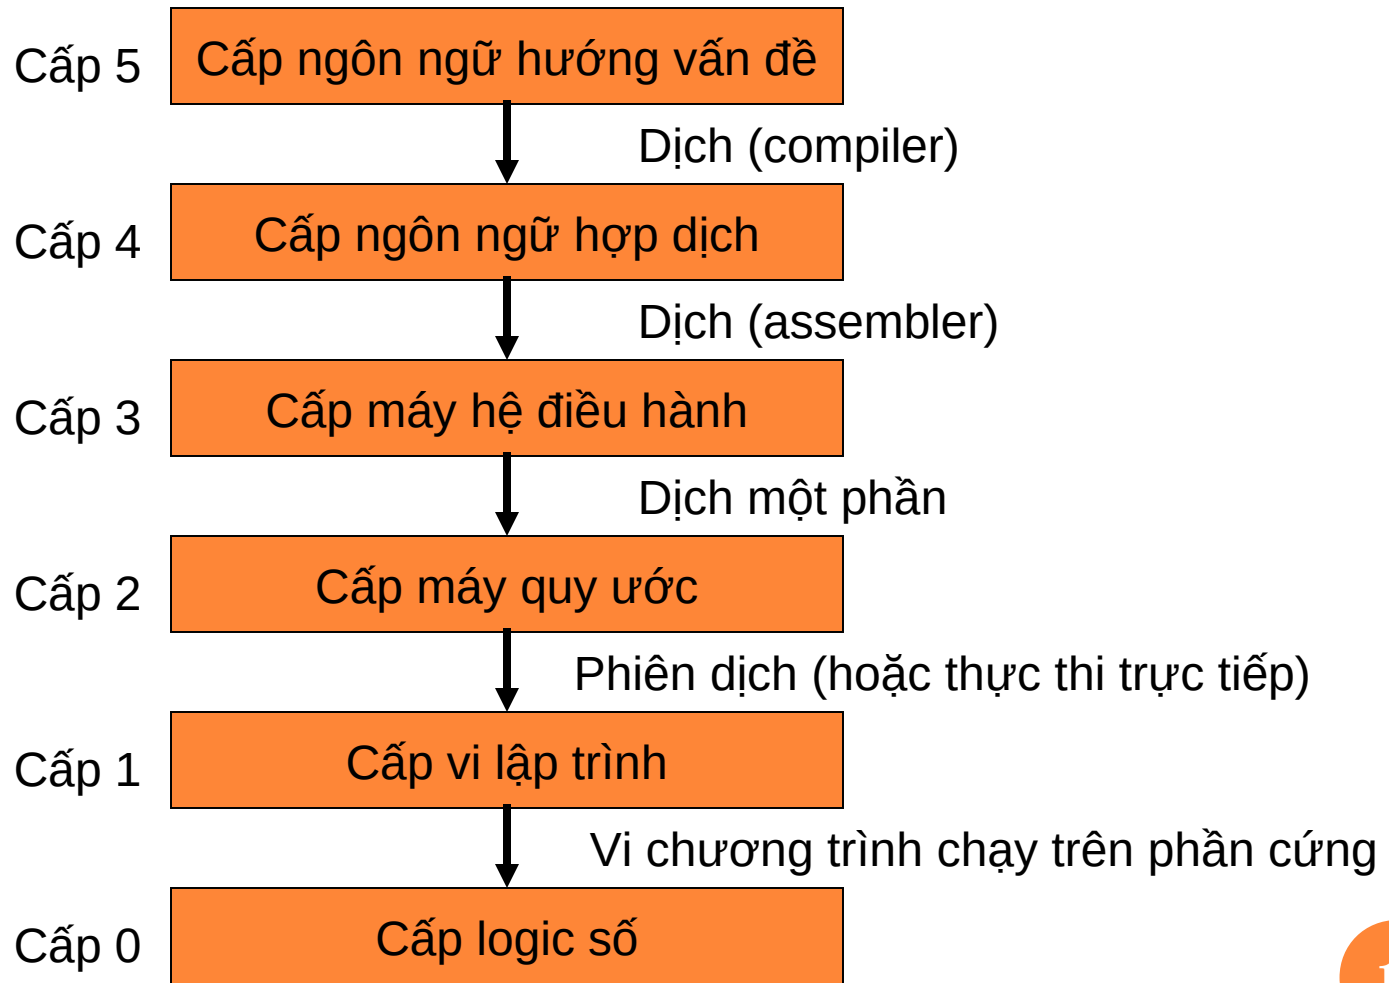 Cấp 5
Cấp ngôn ngữ hướng vấn đề
Dịch (compiler)
Cấp 4
Cấp ngôn ngữ hợp dịch
Dịch (assembler)
Cấp 3
Cấp máy hệ điều hành
Dịch một phần
Cấp 2
Cấp máy quy ước
Phiên dịch (hoặc thực thi trực tiếp)
Cấp 1
Cấp vi lập trình
Vi chương trình chạy trên phần cứng
Cấp 0
Cấp logic số